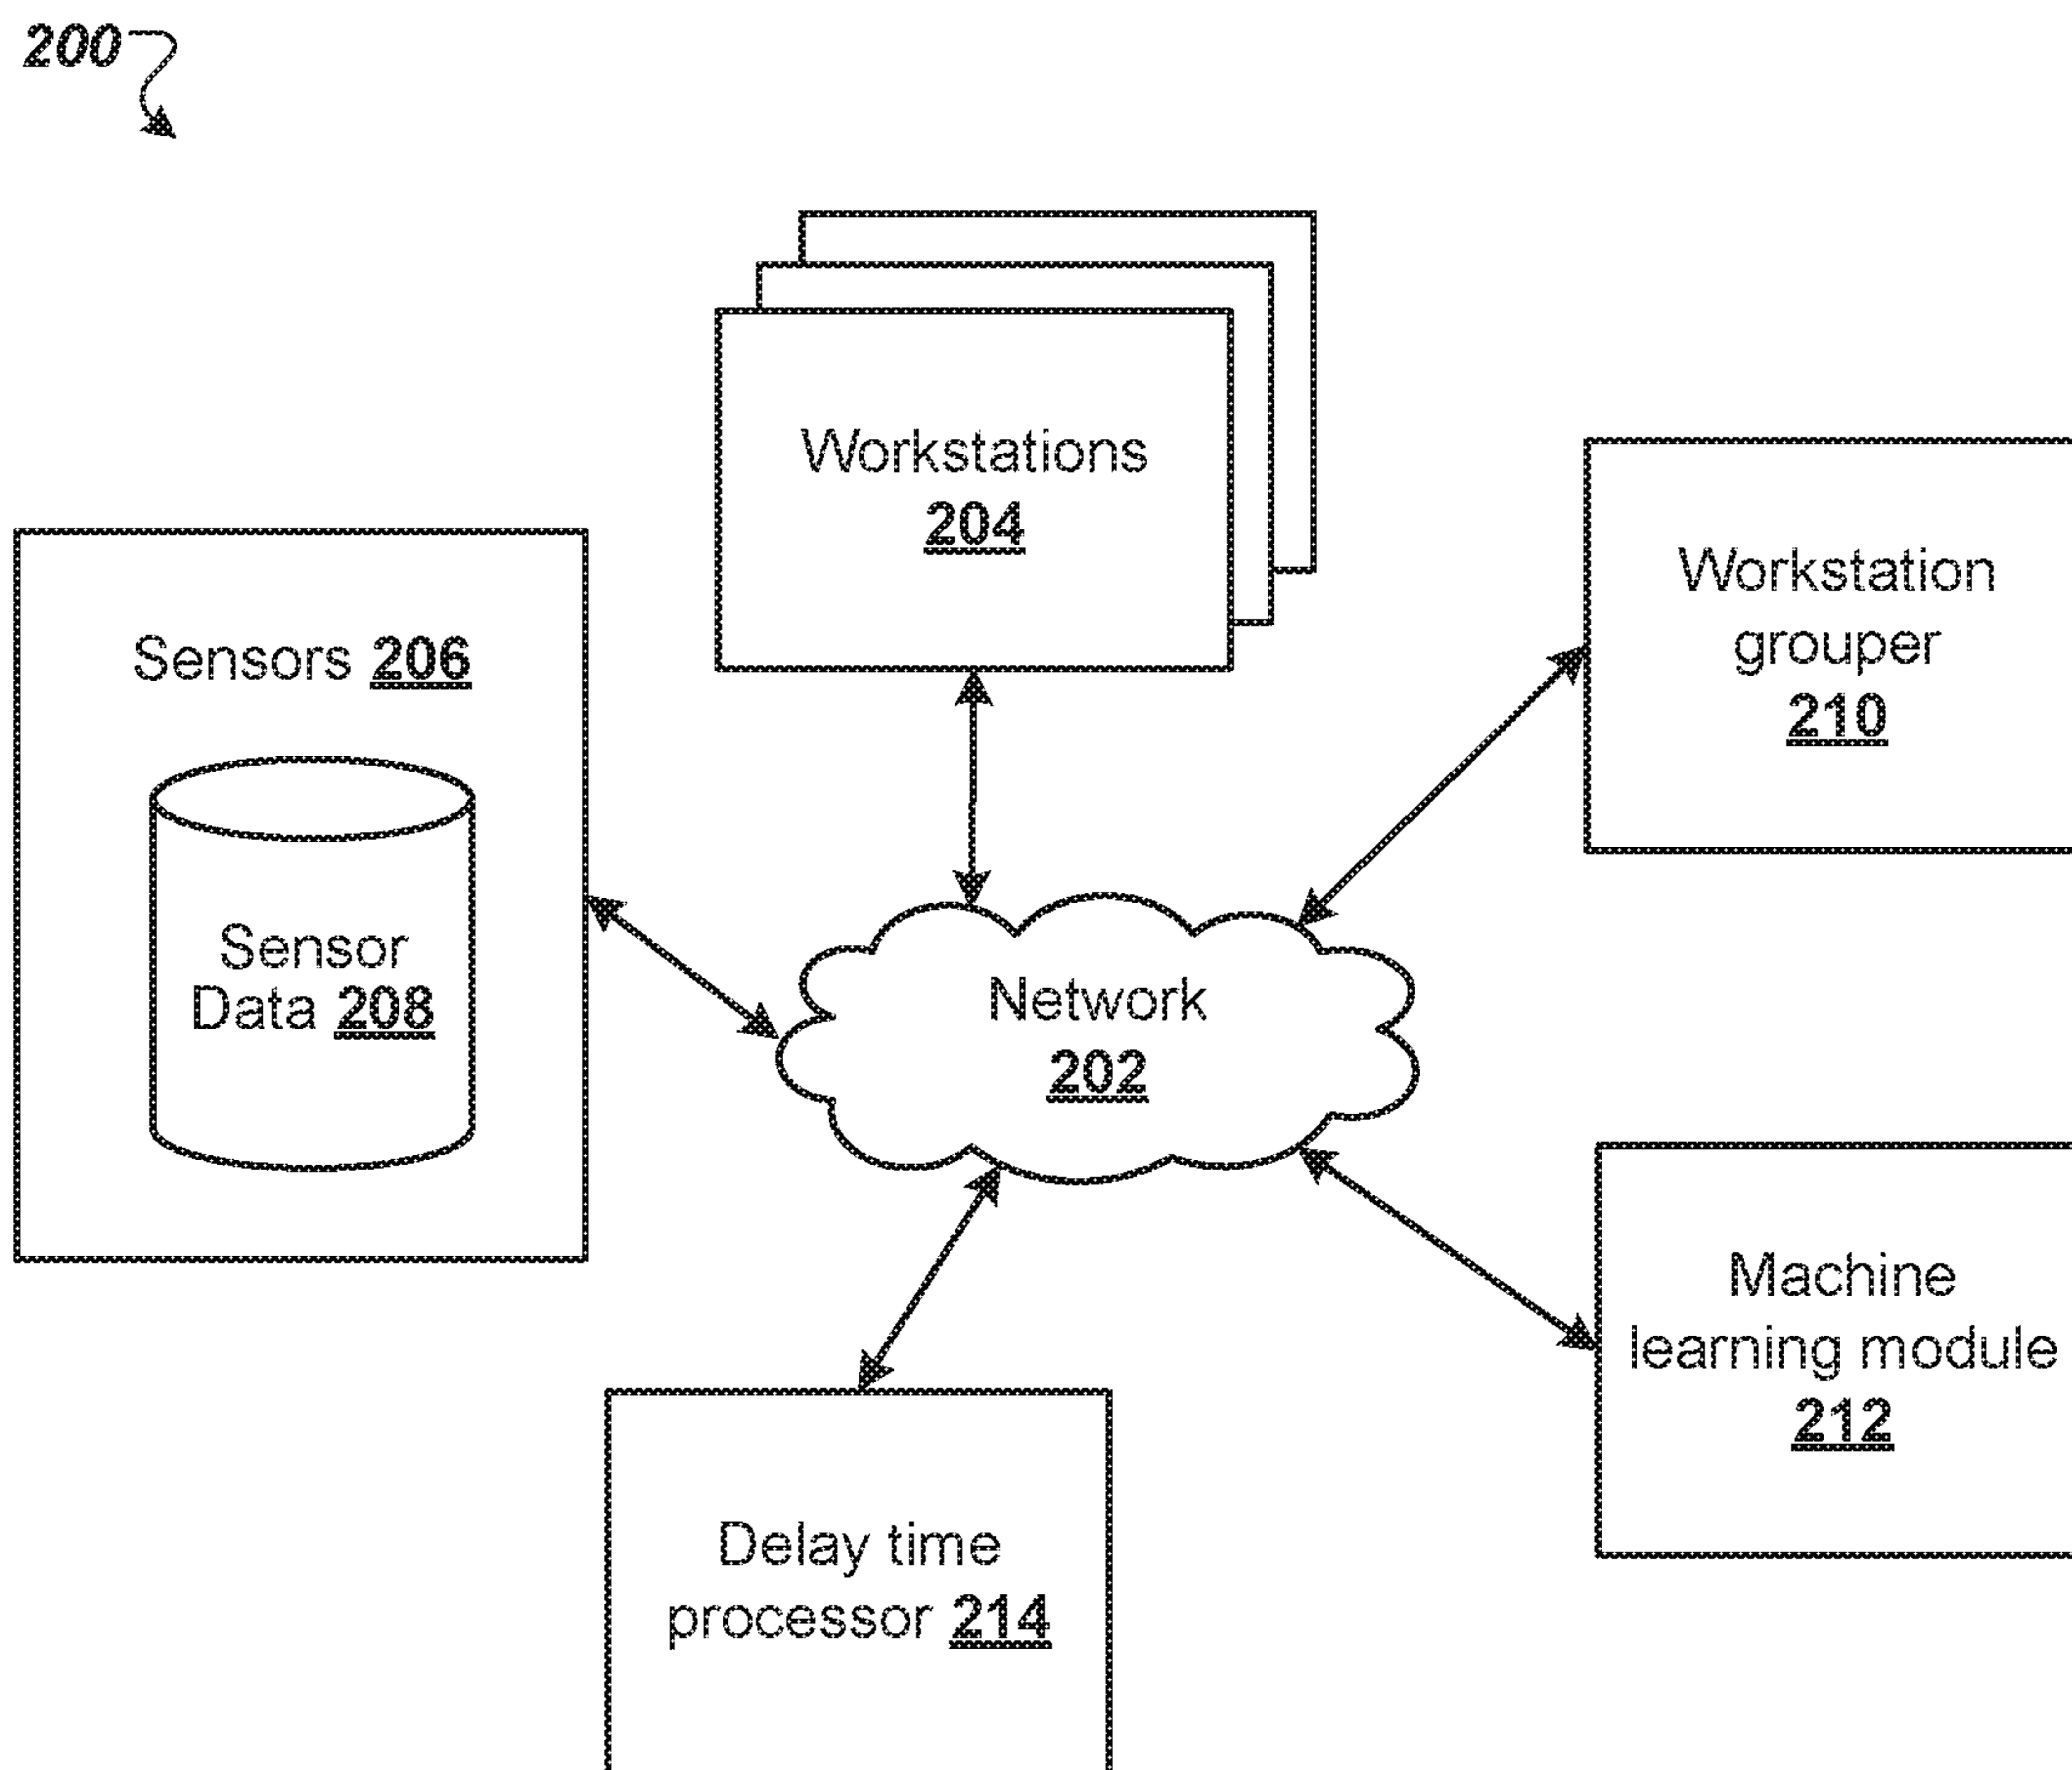 200
Workstations
204
Workstation
grouper
210
Sensors 206
Sensor
Data 208
Network
202
Machine
learning module
212
Delay time
processor 214